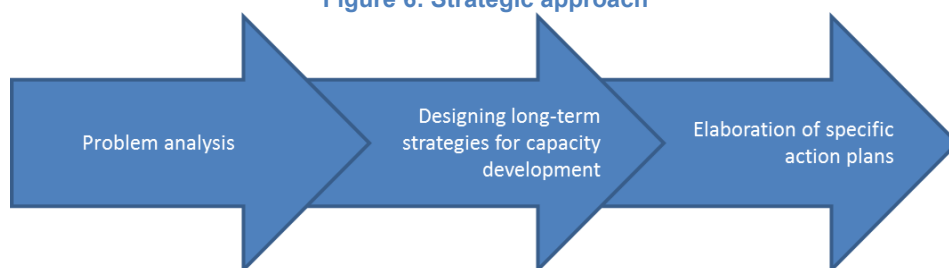 Figure 6: Strategic approach
Problem analysis
Designing long-term
strategies for capacity
development
Elaboration of specific
action plans